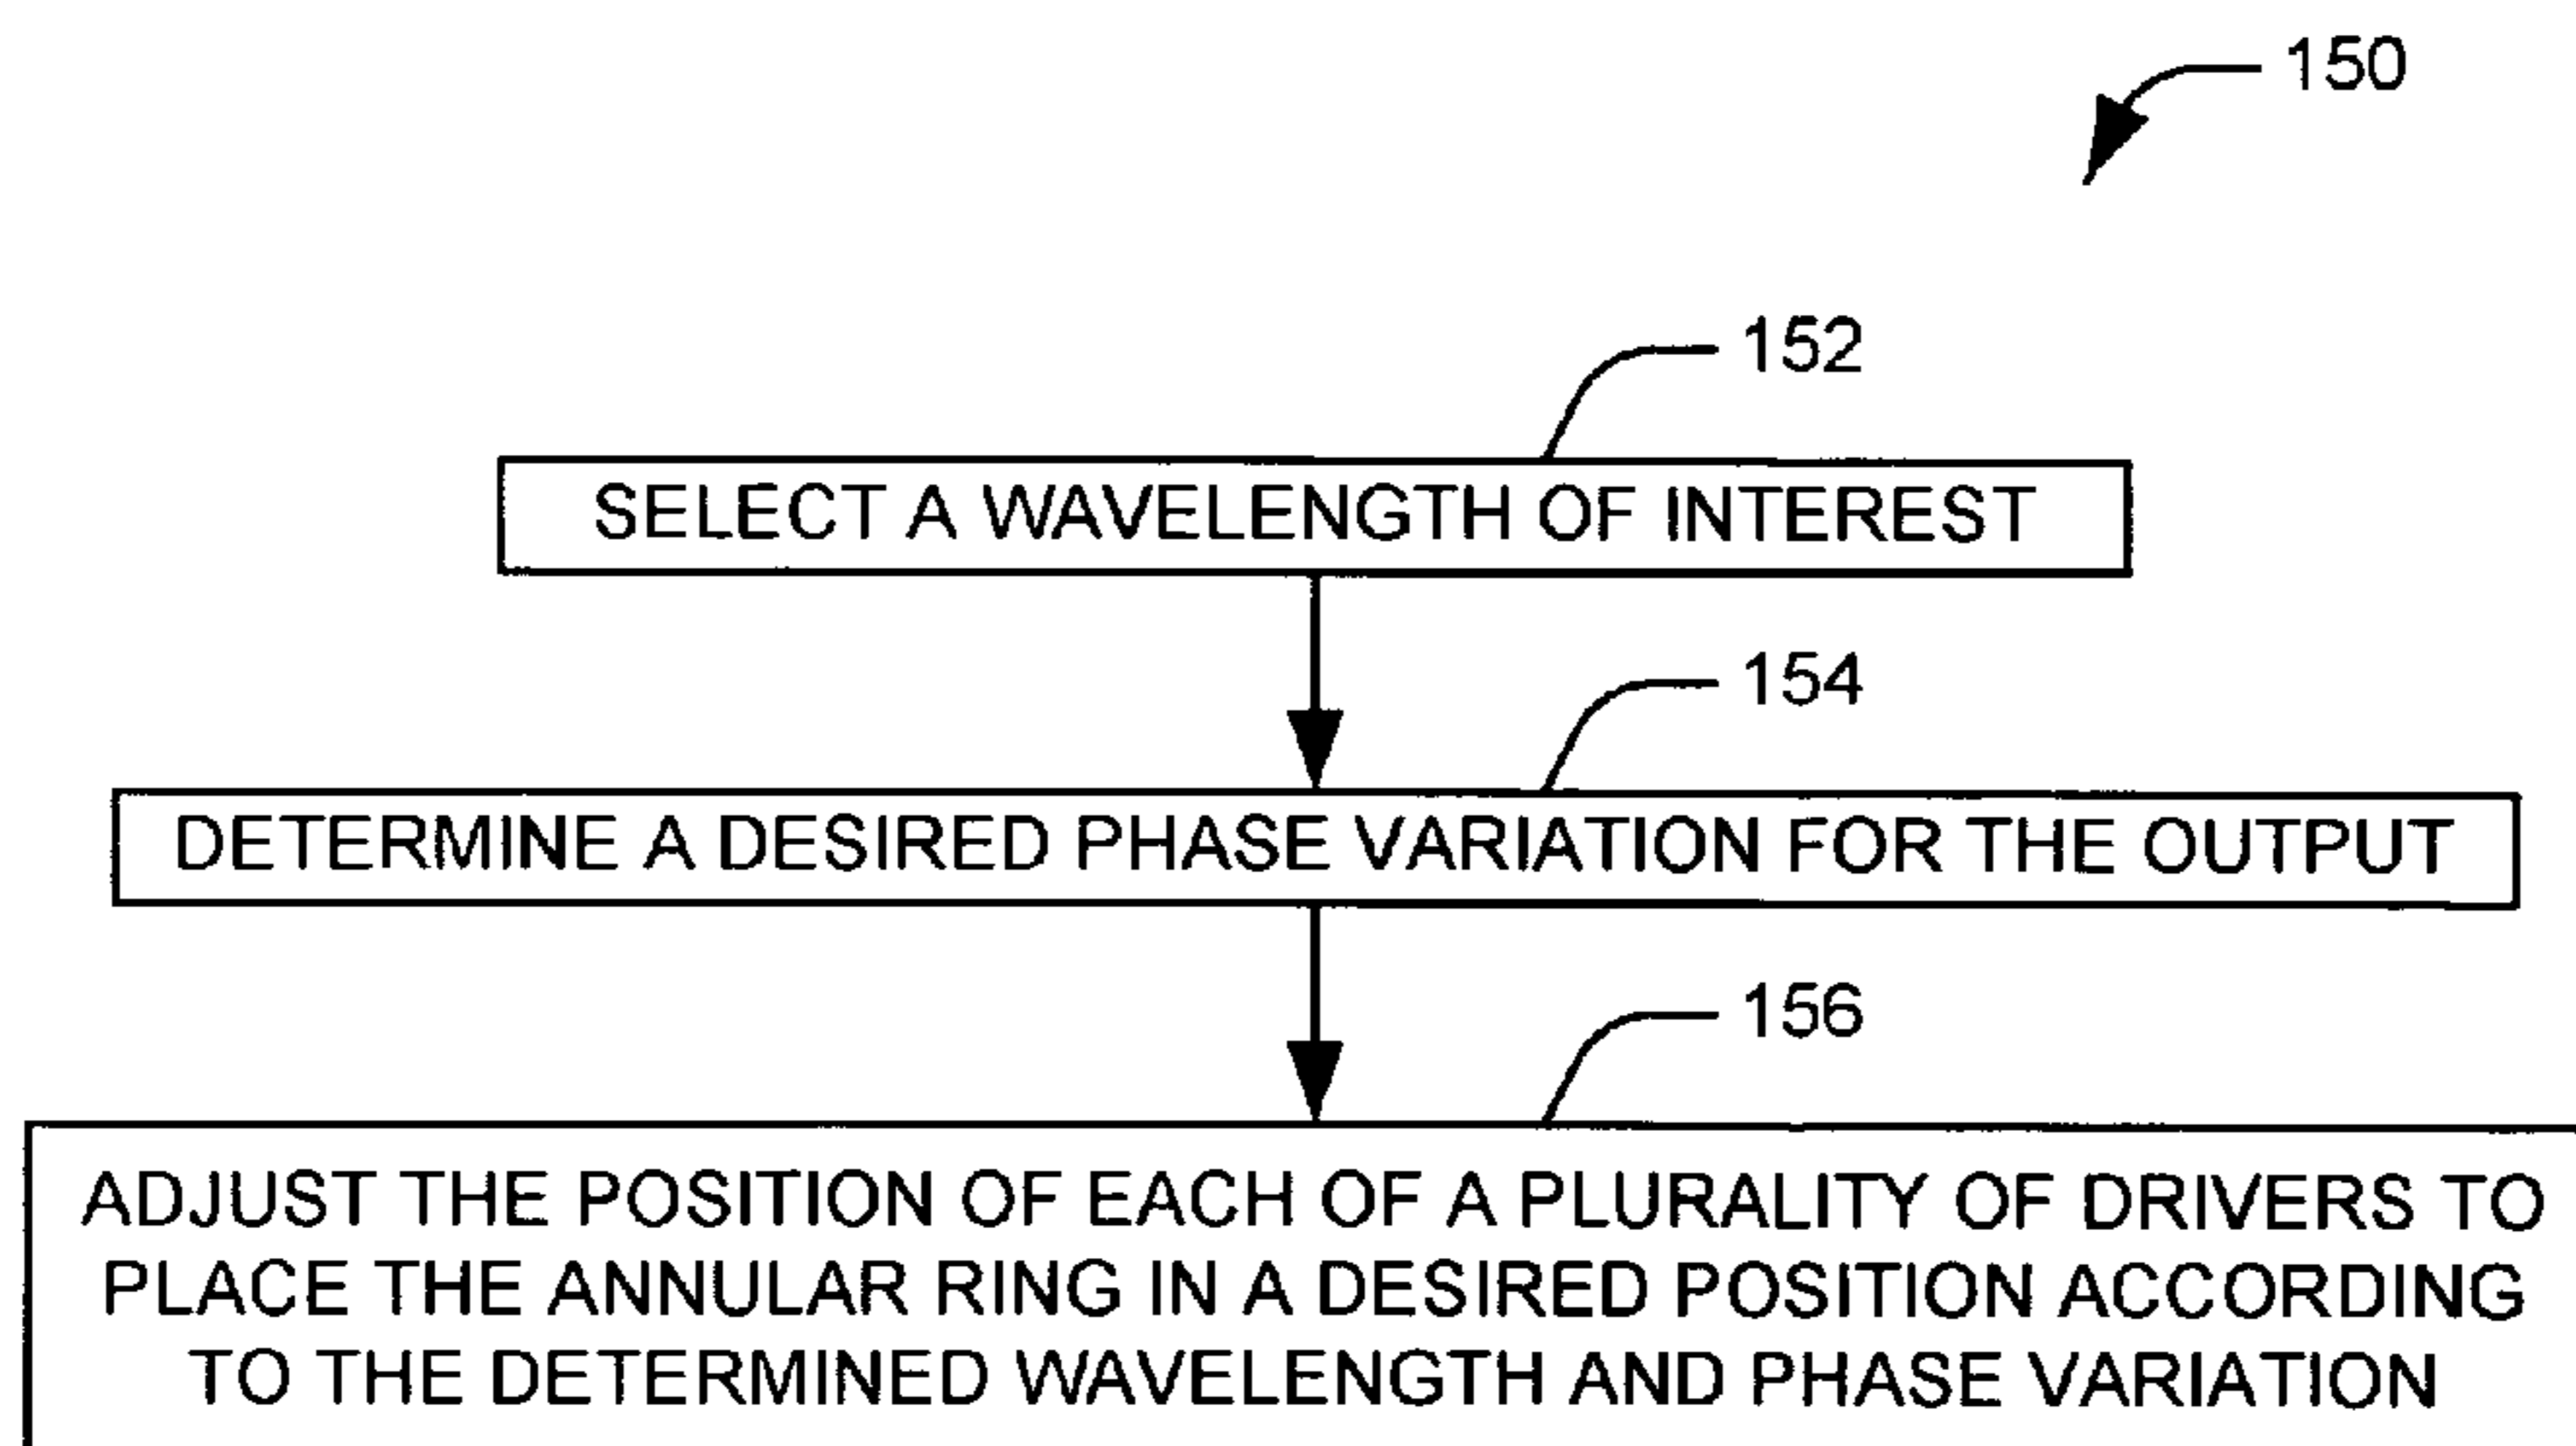 150
152
SELECT A WAVELENGTH OF INTEREST
154
DETERMINE A DESIRED PHASE VARIATION FOR THE OUTPUT
156
ADJUST THE POSITION OF EACH OF A PLURALITY OF DRIVERS TO
PLACE THE ANNULAR RING IN A DESIRED POSITION ACCORDING
TO THE DETERMINED WAVELENGTH AND PHASE VARIATION